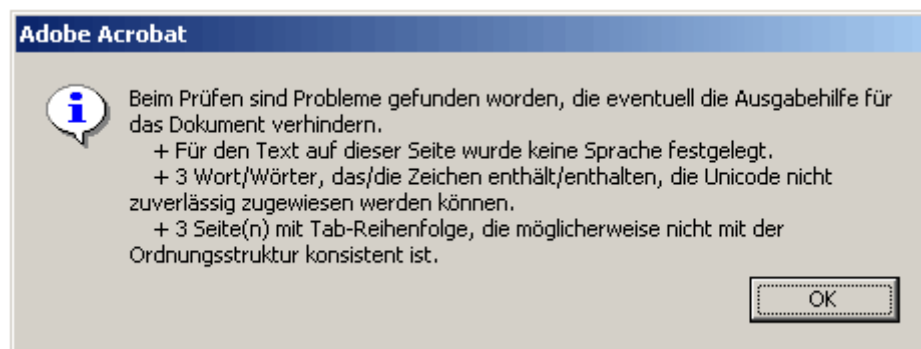 Adobe Acrobat
Beim Prüfen sind Probleme gefunden worden, die eventuell die Ausgabehilfe für
das Dokument verhindern.
+ Für den Text auf dieser Seite wurde keine Sprache festgelegt.
+ 3 Wort/Wörter, das/die Zeichen enthält/enthalten, die Unicode nicht
zuverlässig zugewiesen werden können.
+ 3 Seite(n) mit Tab-Reihenfolge, die möglicherweise nicht mit der
Ordnungsstruktur konsistent ist.
OK